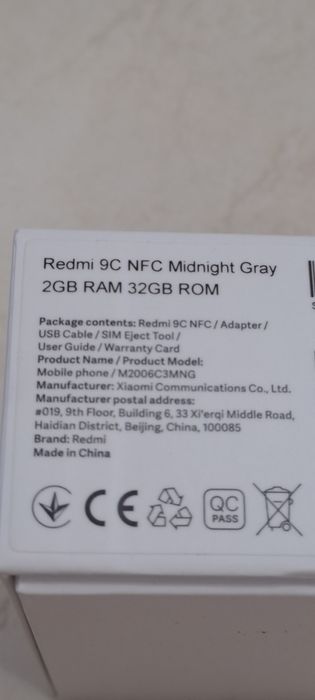 Redmi 9C NFC Midnight Gray
2GB RAM 32GB ROM
Package contents: Redmi 9C NFC / Adapter /
USB Cable / SIM Eject Tool /
User Guide / Warranty Card
Product Name / Product Model:
Mobile phone / M2006C3MNG
Manufacturer: Xiaomi Communications Co., Ltd.
Manufacturer postal address:
#019, 9th Floor, Building 6, 33 Xi'erqi Middle Road,
Haidian District, Beijing, China, 100085
Brand: Redmi
Made in China
CE
QC
PASS